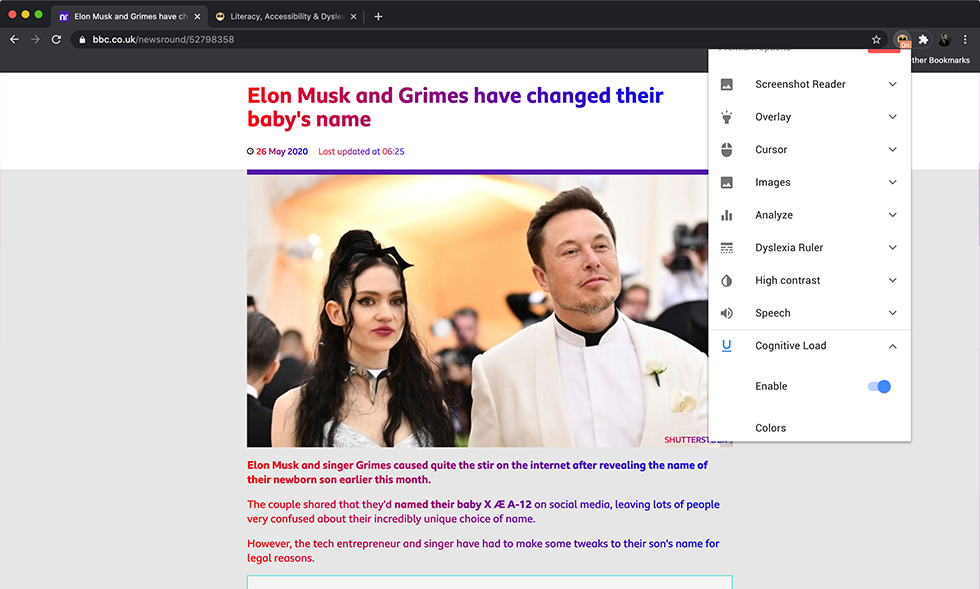 Elon Musk and Grimes have ch
Literacy, Accessibility & Dyslex
bbc.co.uk/newsround/52798358
On
ther Bookmarks
Premium Options
Screenshot Reader
Overlay
Cursor
Images
Analyze
Dyslexia Ruler
High contrast
Speech
Cognitive Load
Enable
Colors
Elon Musk and Grimes have changed their
baby's name
26 May 2020 Last updated at 06:25
SHUTTERSTOCK
Elon Musk and singer Grimes caused quite the stir on the internet after revealing the name of
their newborn son earlier this month.
The couple shared that they'd named their baby X Æ A-12 on social media, leaving lots of people
very confused about their incredibly unique choice of name.
However, the tech entrepreneur and singer have had to make some tweaks to their son's name for
legal reasons.